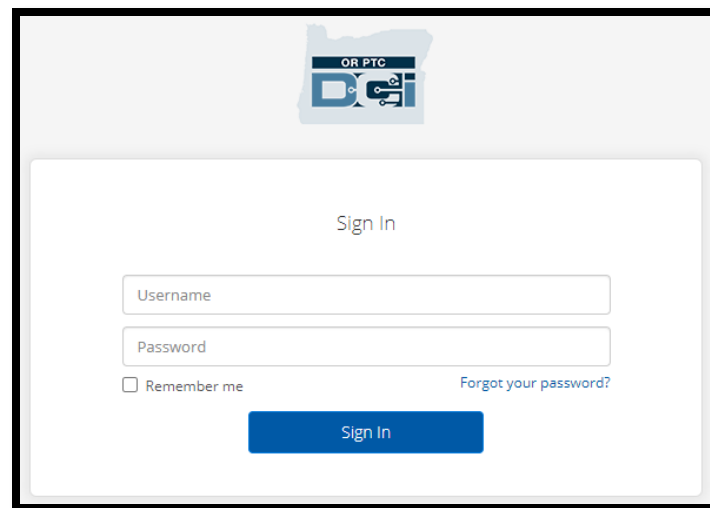 OR PTC
DCi
Sign In
Username
Password
Remember me
Forgot your password?
Sign In